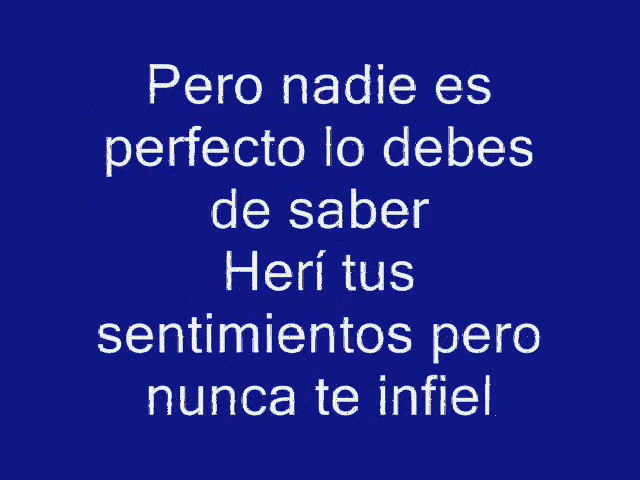 Pero nadie es
perfecto lo debes
de saber
Herí tus
sentimientos pero
nunca te infiel